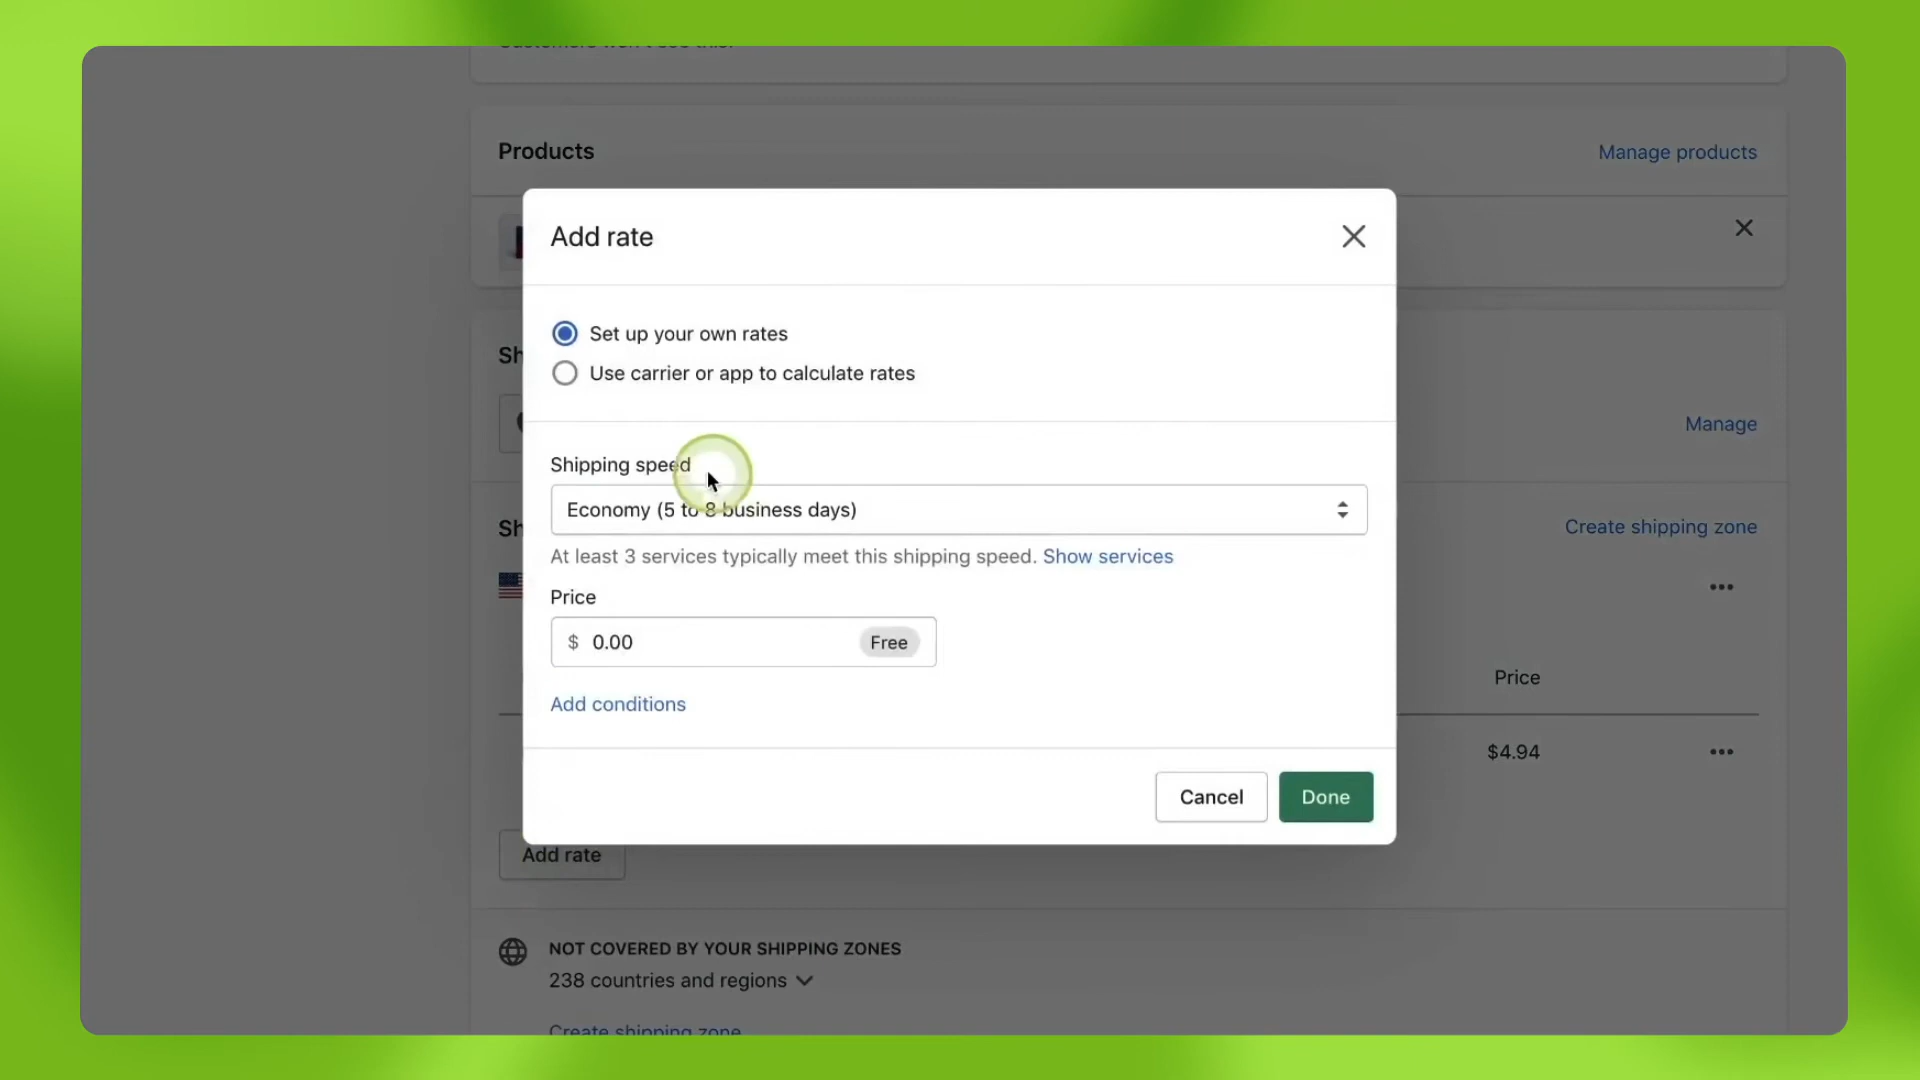 Products
Manage products
Add rate
Set up your own rates
Use carrier or app to calculate rates
Manage
Shipping speed
Economy (5 to 8 business days)
Create shipping zone
At least 3 services typically meet this shipping speed. Show services
Price
$ 0.00 Free
Price
Add conditions
$4.94
Cancel
Done
Add rate
NOT COVERED BY YOUR SHIPPING ZONES
238 countries and regions
Create shipping zone